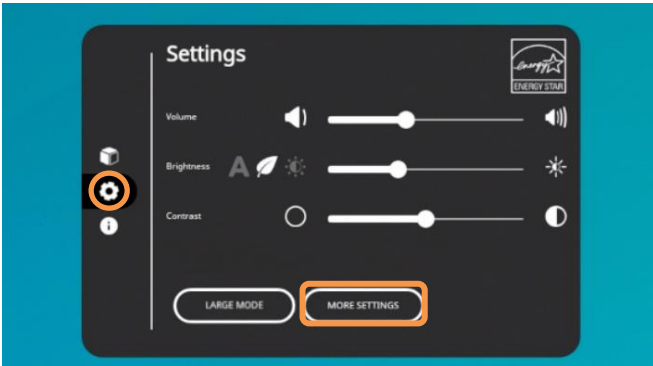 Settings
energy
ENERGY STAR
Volume
Brightness A
Contrast
LARGE MODE
MORE SETTINGS